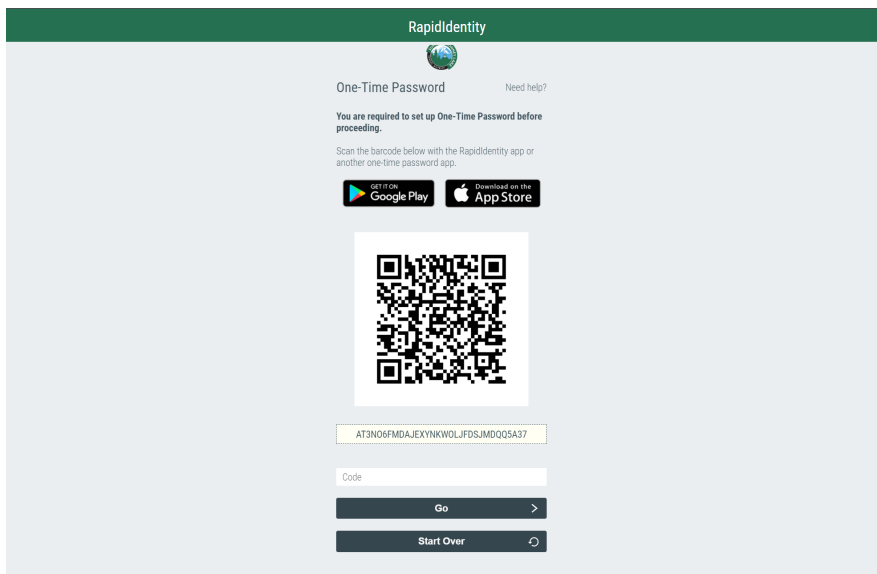 RapidIdentity
One-Time Password
Need help?
You are required to set up One-Time Password before
proceeding.
Scan the barcode below with the RapidIdentity app or
another one-time password app.
GET IT ON
Google Play
Download on the
App Store
AT3NO6FMDAJEXYNKWOLJFDSJMDQQ5A37
Code
Go
Start Over